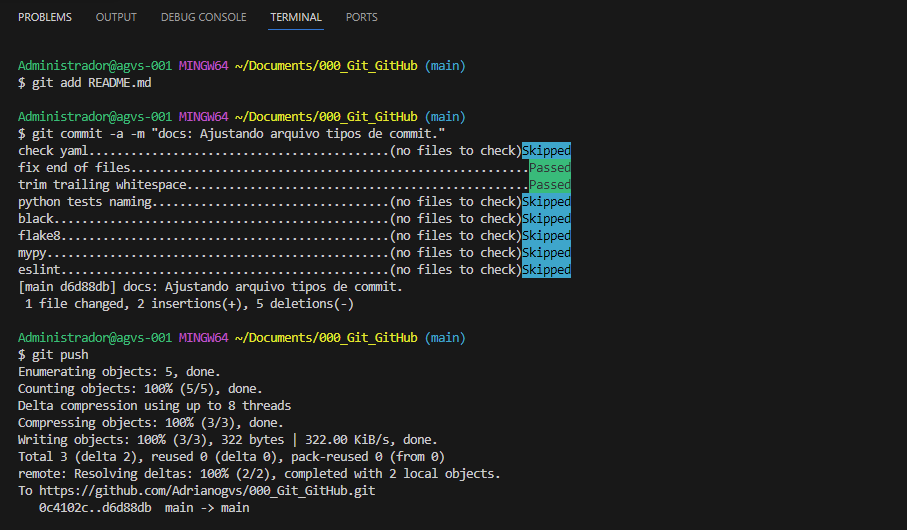 PROBLEMS OUTPUT DEBUG CONSOLE TERMINAL PORTS
Administrador@agvs-001 MINGW64 ~/Documents/000_Git_GitHub (main)
$ git add README.md
Administrador@agvs-001 MINGW64 ~/Documents/000_Git_GitHub (main)
$ git commit -a -m "docs: Ajustando arquivo tipos de commit."
check yaml...........................................(no files to check)Skipped
fix end of files.........................................................Passed
trim trailing whitespace.................................................Passed
python tests naming..................................(no files to check)Skipped
black................................................(no files to check)Skipped
flake8...............................................(no files to check)Skipped
mypy.................................................(no files to check)Skipped
eslint...............................................(no files to check)Skipped
[main d6d88db] docs: Ajustando arquivo tipos de commit.
 1 file changed, 2 insertions(+), 5 deletions(-)
Administrador@agvs-001 MINGW64 ~/Documents/000_Git_GitHub (main)
$ git push
Enumerating objects: 5, done.
Counting objects: 100% (5/5), done.
Delta compression using up to 8 threads
Compressing objects: 100% (3/3), done.
Writing objects: 100% (3/3), 322 bytes | 322.00 KiB/s, done.
Total 3 (delta 2), reused 0 (delta 0), pack-reused 0 (from 0)
remote: Resolving deltas: 100% (2/2), completed with 2 local objects.
To https://github.com/Adrianogvs/000_Git_GitHub.git
   0c4102c..d6d88db  main -> main